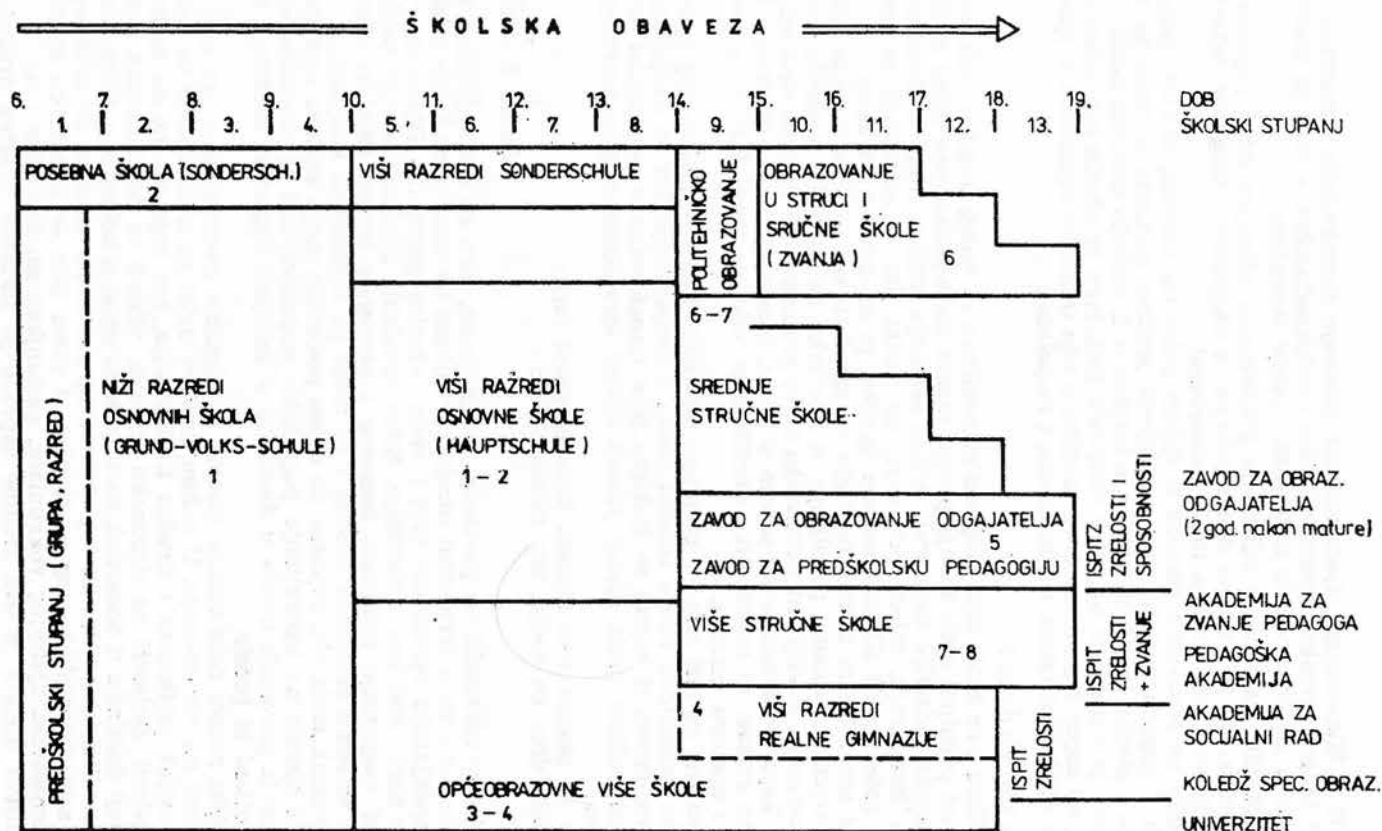 ŠKOLSKA OBAVEZA
6. 7. 8. 9. 10. 11. 12. 13. 14. 15. 16. 17. 18. 19. DOB
1. 2. 3. 4. 5. 6. 7. 8. 9. 10. 11. 12. 13. ŠKOLSKI STUPANJ
POSEBNA ŠKOLA (SONDERSCH.)
2
VIŠI RAZREDI SONDERSCHULE
POLITEHNIČKO
OBRAZOVANJE
OBRAZOVANJE
U STRUCI I
SRUČNE ŠKOLE
(ZVANJA) 6
6-7
PREDŠKOLSKI STUPANJ (GRUPA, RAZRED)
NIŽI RAZREDI
OSNOVNIH ŠKOLA
(GRUND-VOLKS-SCHULE)
1
VIŠI RAŽREDI
OSNOVNE ŠKOLE
(HAUPTSCHULE)
1-2
SREDNJE
STRUČNE ŠKOLE
ZAVOD ZA OBRAZOVANJE ODGAJATELJA
5
ZAVOD ZA PREDŠKOLSKU PEDAGOGIJU
VIŠE STRUČNE ŠKOLE
7-8
4 VIŠI RAZREDI
REALNE GIMNAZIJE
OPĆEOBRAZOVNE VIŠE ŠKOLE
3-4
ISPITZ
ZRELOSTI I
SPOSOBNOSTI
ISPIT
ZRELOSTI
+ ZVANJE
ISPIT
ZRELOSTI
ZAVOD ZA OBRAZ.
ODGAJATELJA
(2 god. nakon mature)
AKADEMIJA ZA
ZVANJE PEDAGOGA
PEDAGOŠKA
AKADEMIJA
AKADEMIJA ZA
SOCIJALNI RAD
KOLEDŽ SPEC. OBRAZ.
UNIVERZITET